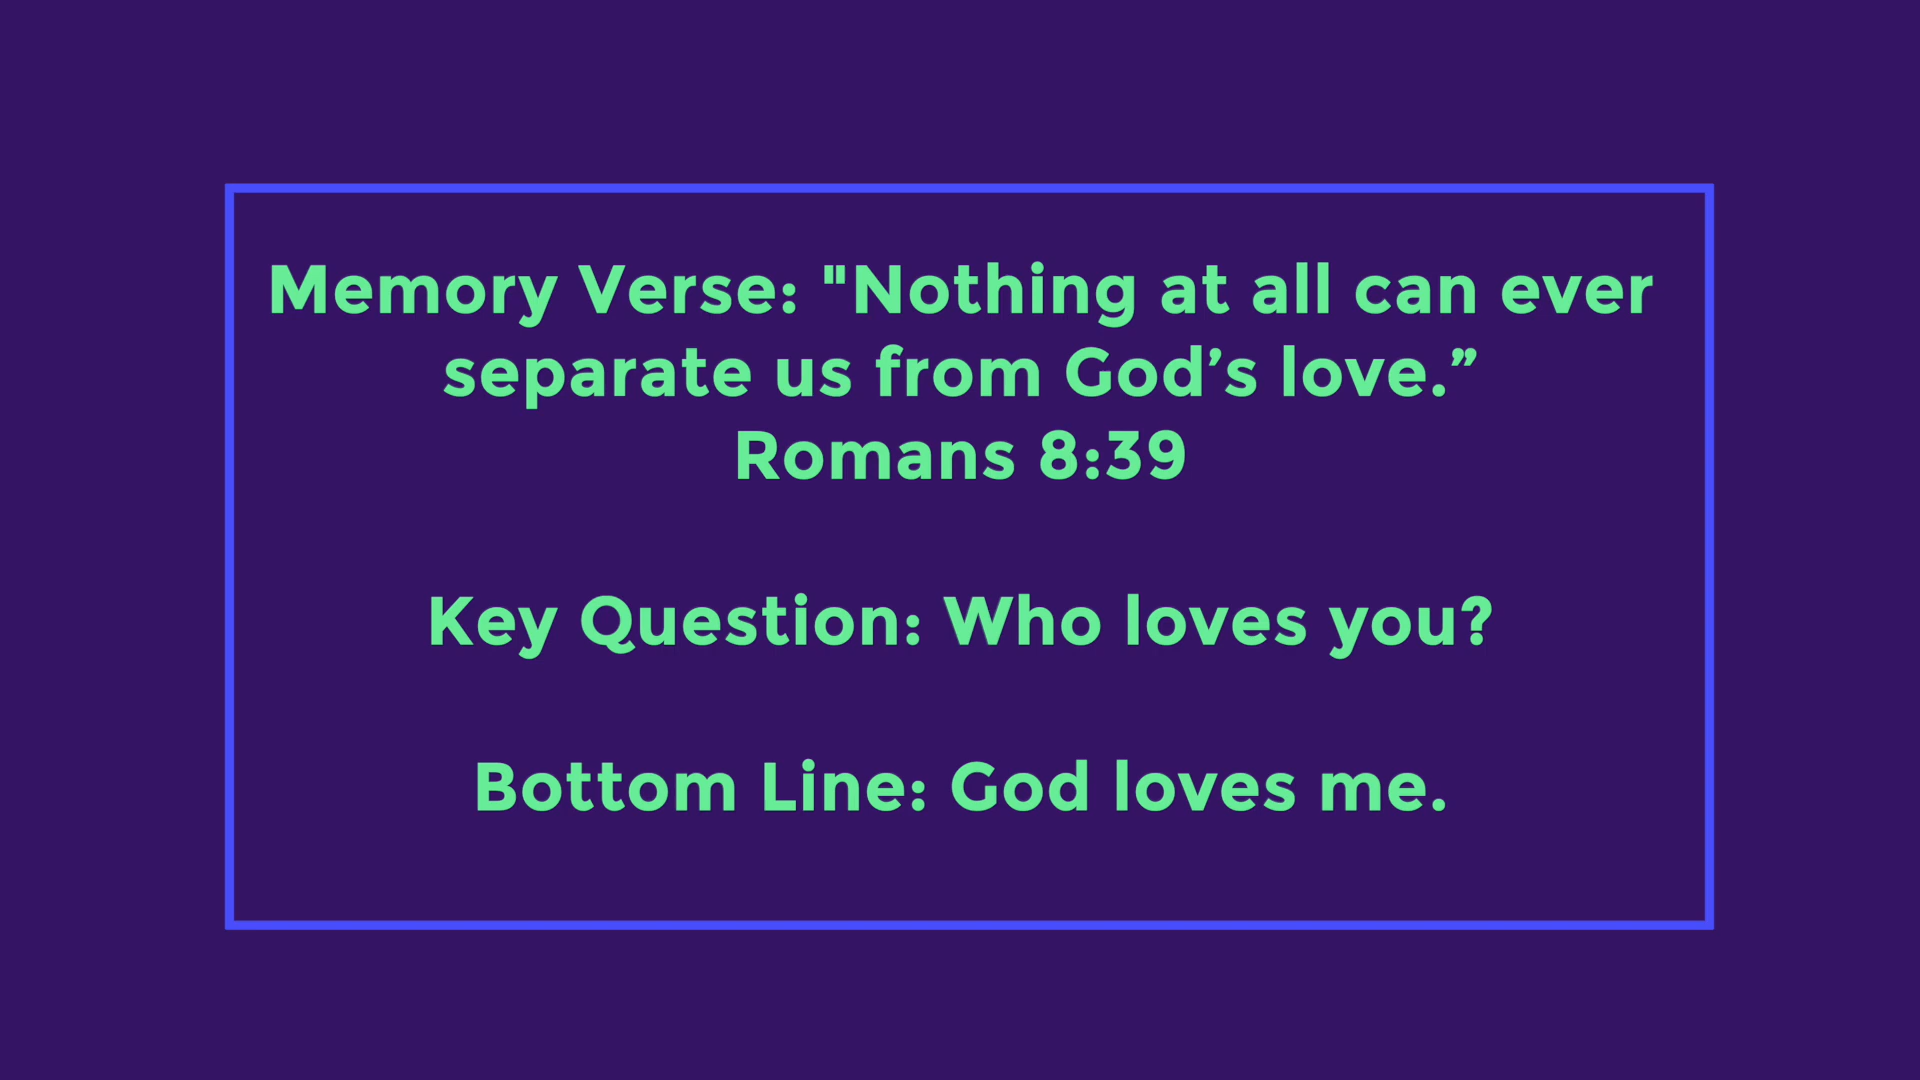 Memory Verse: "Nothing at all can ever
separate us from God’s love.”
Romans 8:39
Key Question: Who loves you?
Bottom Line: God loves me.